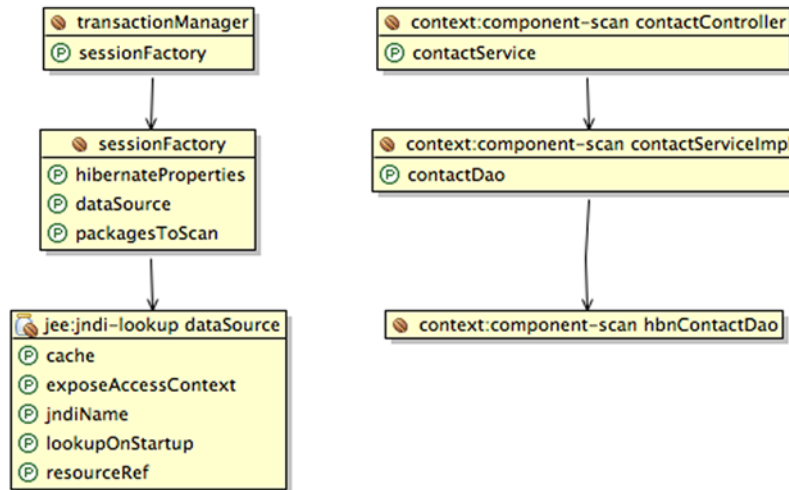 transactionManager
sessionFactory
sessionFactory
hibernateProperties
dataSource
packagesToScan
jee:jndi-lookup dataSource
cache
exposeAccessContext
jndiName
lookupOnStartup
resourceRef
context:component-scan contactController
contactService
context:component-scan contactServiceImpl
contactDao
context:component-scan hbnContactDao